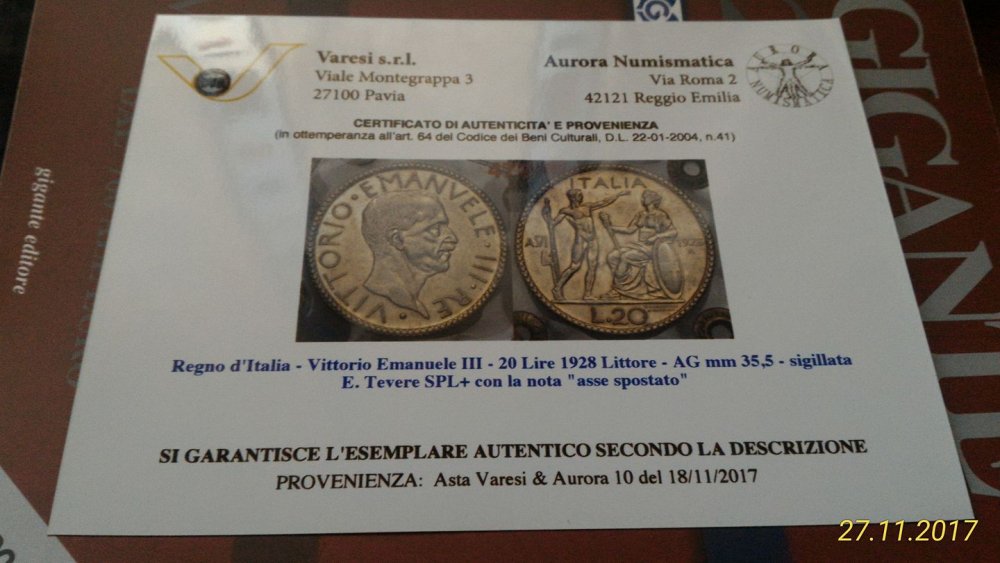 Varesi s.r.l.
Viale Montegrappa 3
27100 Pavia
Aurora Numismatica
Via Roma 2
42121 Reggio Emilia
AURORA NUMISMATICA
CERTIFICATO DI AUTENTICITA' E PROVENIENZA
(in ottemperanza all'art. 64 del Codice dei Beni Culturali, D.L. 22-01-2004, n.41)
VITTORIO·EMANVELE·III·RE·
ITALIA
A.VI
1928
R
L.20
Regno d'Italia - Vittorio Emanuele III - 20 Lire 1928 Littore - AG mm 35,5 - sigillata
E. Tevere SPL+ con la nota "asse spostato"
SI GARANTISCE L'ESEMPLARE AUTENTICO SECONDO LA DESCRIZIONE
PROVENIENZA: Asta Varesi & Aurora 10 del 18/11/2017
gigante editore
GIGANTE
27.11.2017